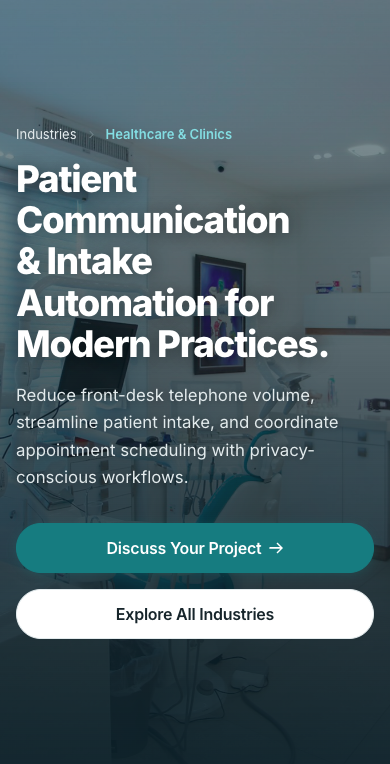 Industries > Healthcare & Clinics
Patient
Communication
& Intake
Automation for
Modern Practices.
Reduce front-desk telephone volume,
streamline patient intake, and coordinate
appointment scheduling with privacy-
conscious workflows.
Discuss Your Project →
Explore All Industries